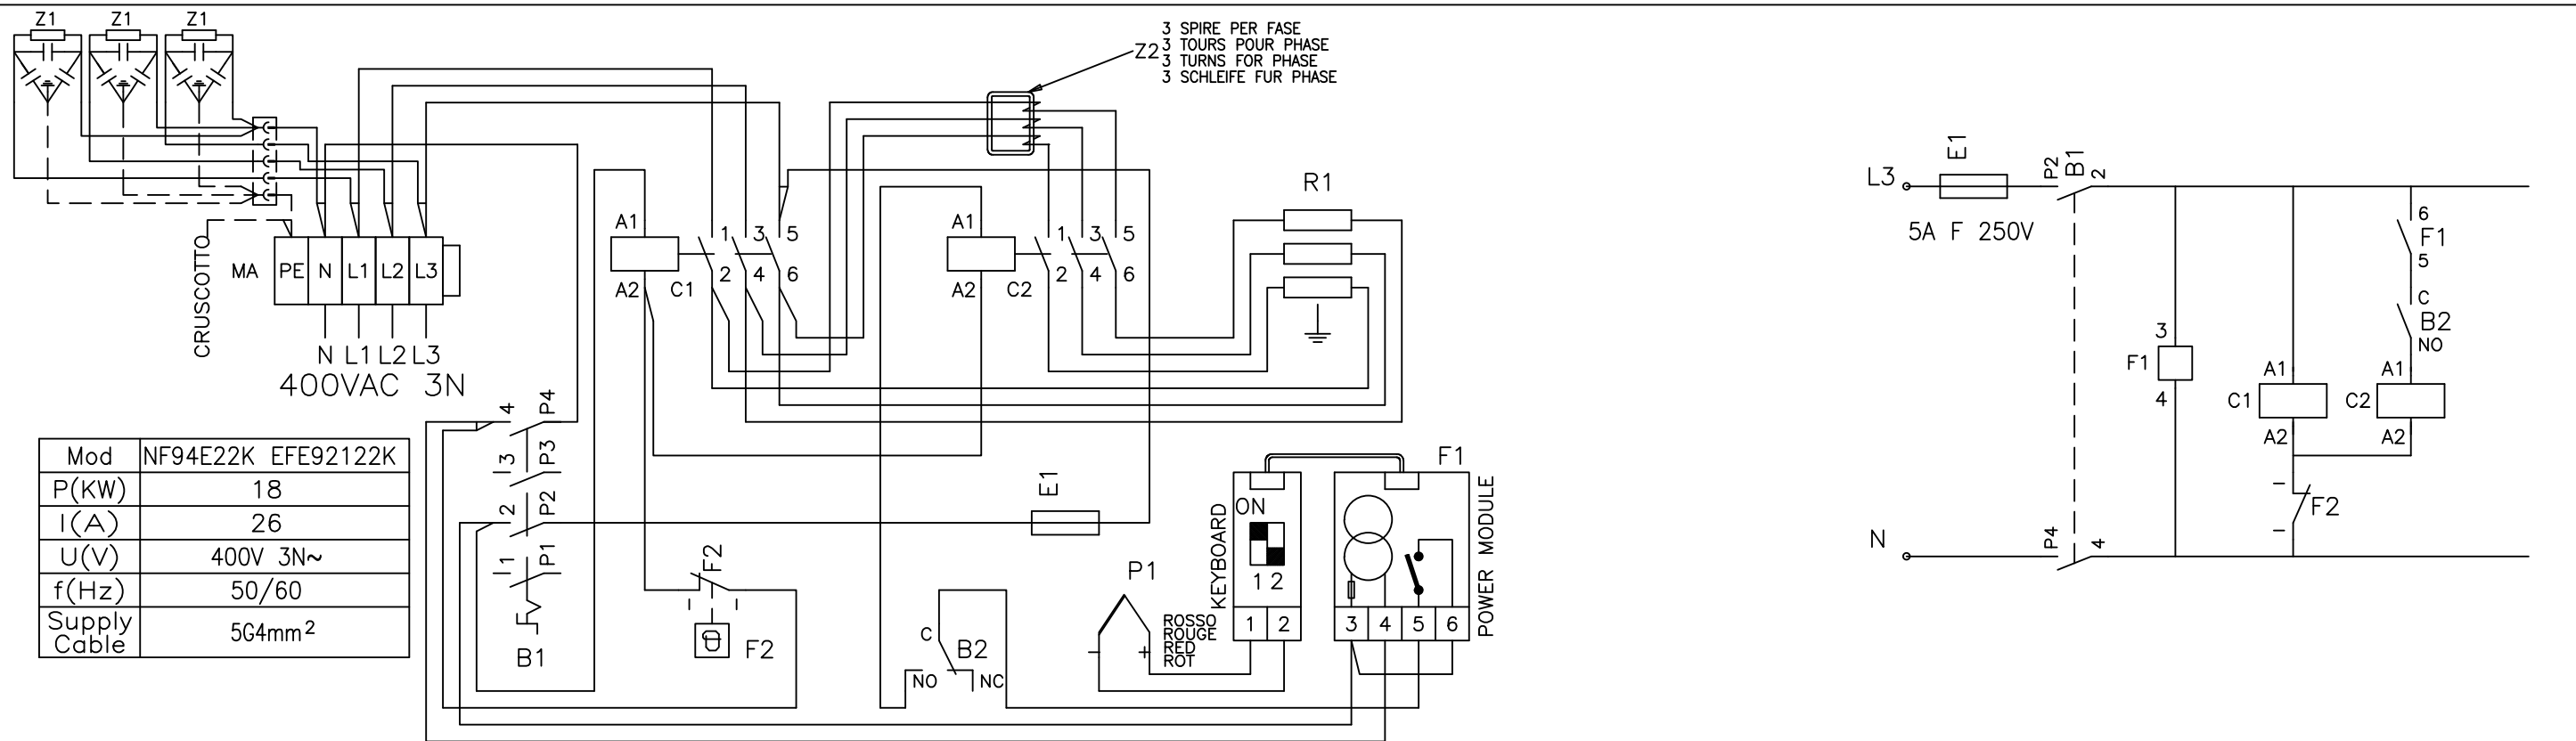 Z1 Z1 Z1
3 SPIRE PER FASE
3 TOURS POUR PHASE
3 TURNS FOR PHASE
3 SCHLEIFE FUR PHASE
Z2
R1
CRUSCOTTO
MA PE N L1 L2 L3
N L1 L2 L3
400VAC 3N
A1
A2
C1
1 3 5
2 4 6
A1
A2
C2
1 3 5
2 4 6
Mod NF94E22K EFE92122K
P(KW) 18
I(A) 26
U(V) 400V 3N~
f(Hz) 50/60
Supply Cable 5G4mm²
4 P4
3 P3
2 P2
1 P1
B1
F2
F2
E1
C
B2
NO NC
P1
- +
ROSSO
ROUGE
RED
ROT
KEYBOARD
ON
1 2
1 2
F1
3 4 5 6
POWER MODULE
L3
E1
5A F 250V
P2 B1 2
3
F1
4
A1
C1
A2
6
F1
5
C
B2
NO
A1
C2
A2
-
F2
-
N
P4 4